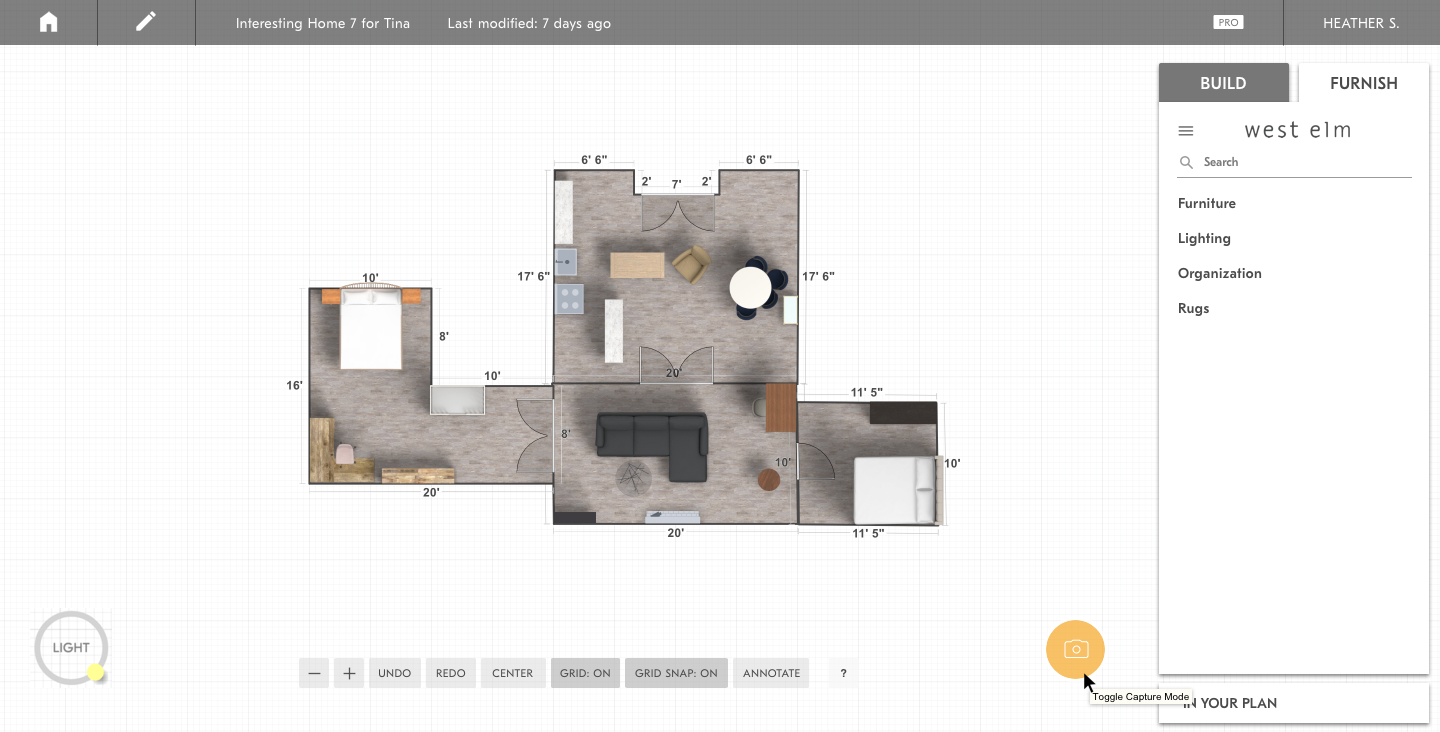 Interesting Home 7 for Tina
Last modified: 7 days ago
PRO
HEATHER S.
BUILD
FURNISH
west elm
Search
Furniture
Lighting
Organization
Rugs
6' 6"
6' 6"
2'
7'
2'
17' 6"
17' 6"
10'
8'
16'
10'
20'
11' 5"
8'
10'
10'
20'
20'
11' 5"
LIGHT
UNDO
REDO
CENTER
GRID: ON
GRID SNAP: ON
ANNOTATE
?
Toggle Capture Mode
IN YOUR PLAN